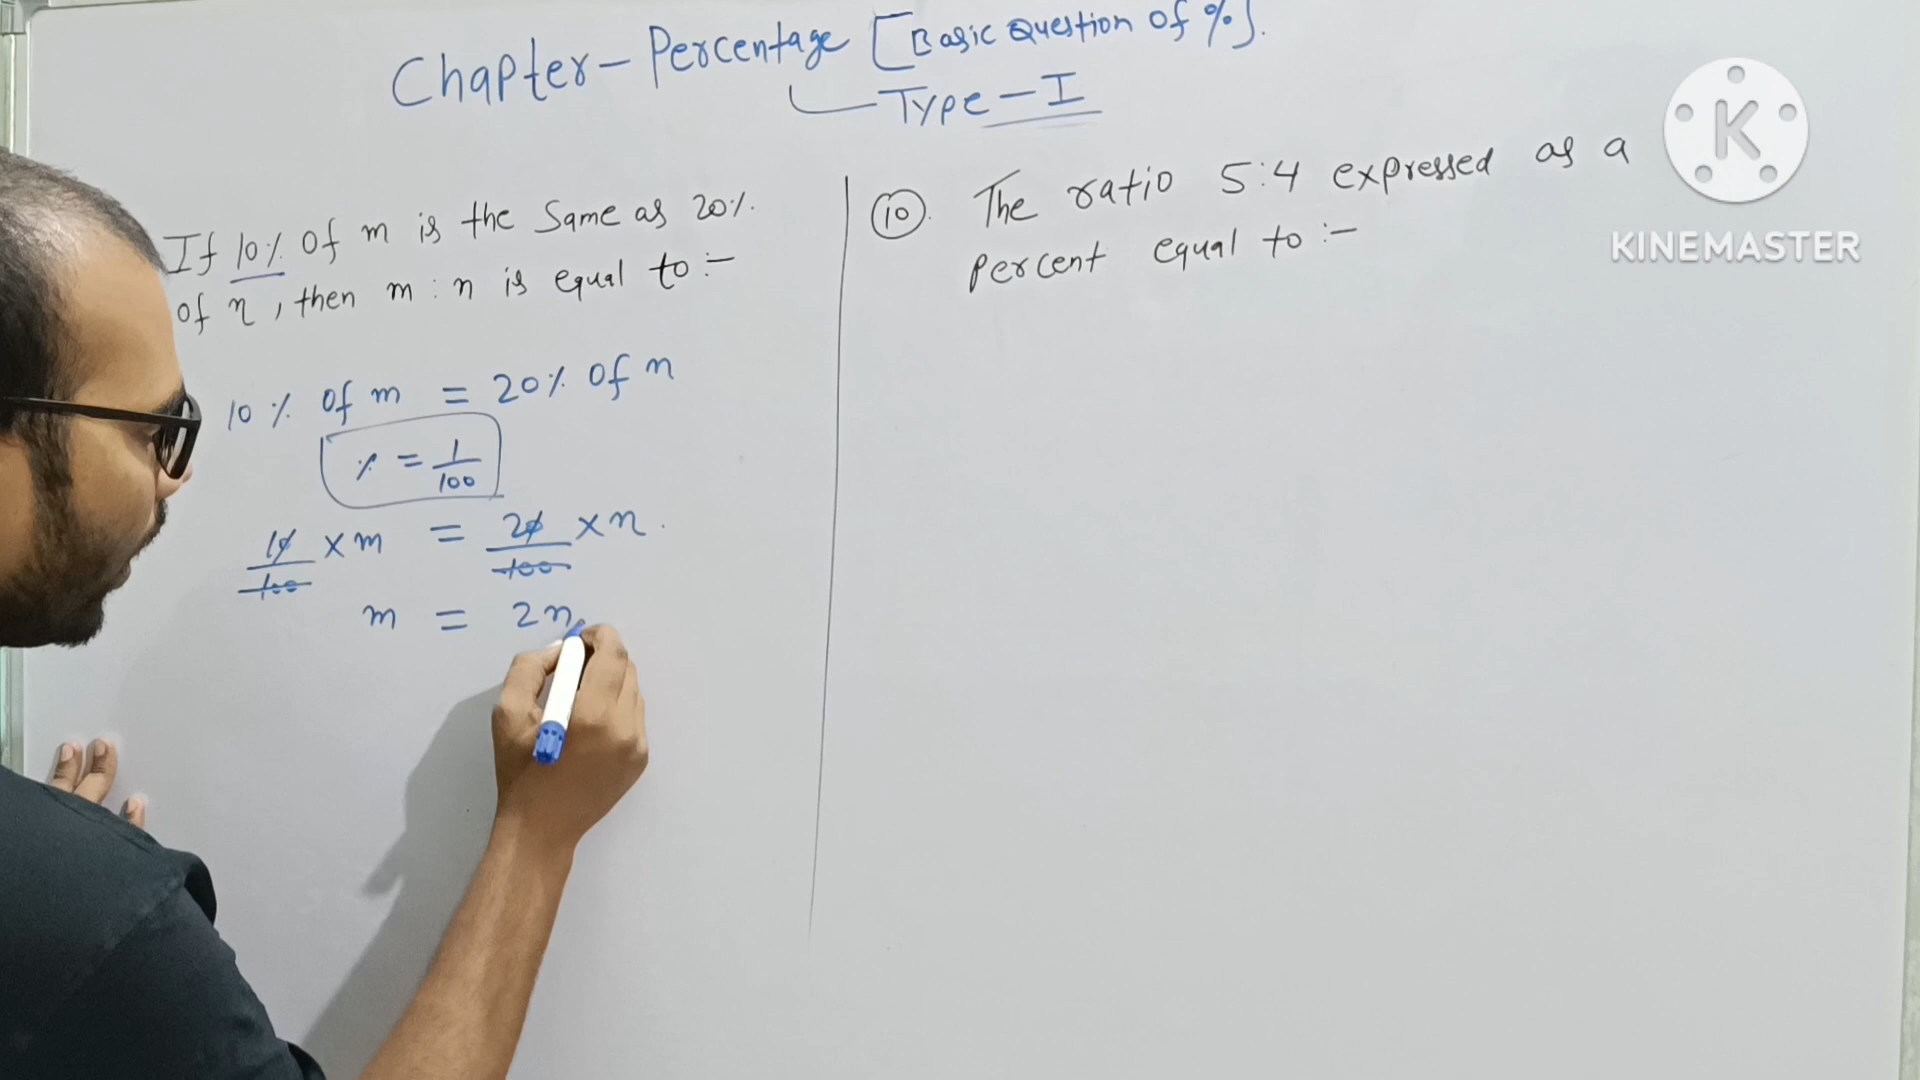 Chapter - Percentage [Basic Question of %].
Type - I
If 10% of m is the same as 20%.
of n, then m : n is equal to :-
10 % of m = 20% of n
% = 1/100
10/100 × m = 20/100 × n.
m = 2n
10. The ratio 5:4 expressed as a
Percent equal to :-
K
KINEMASTER